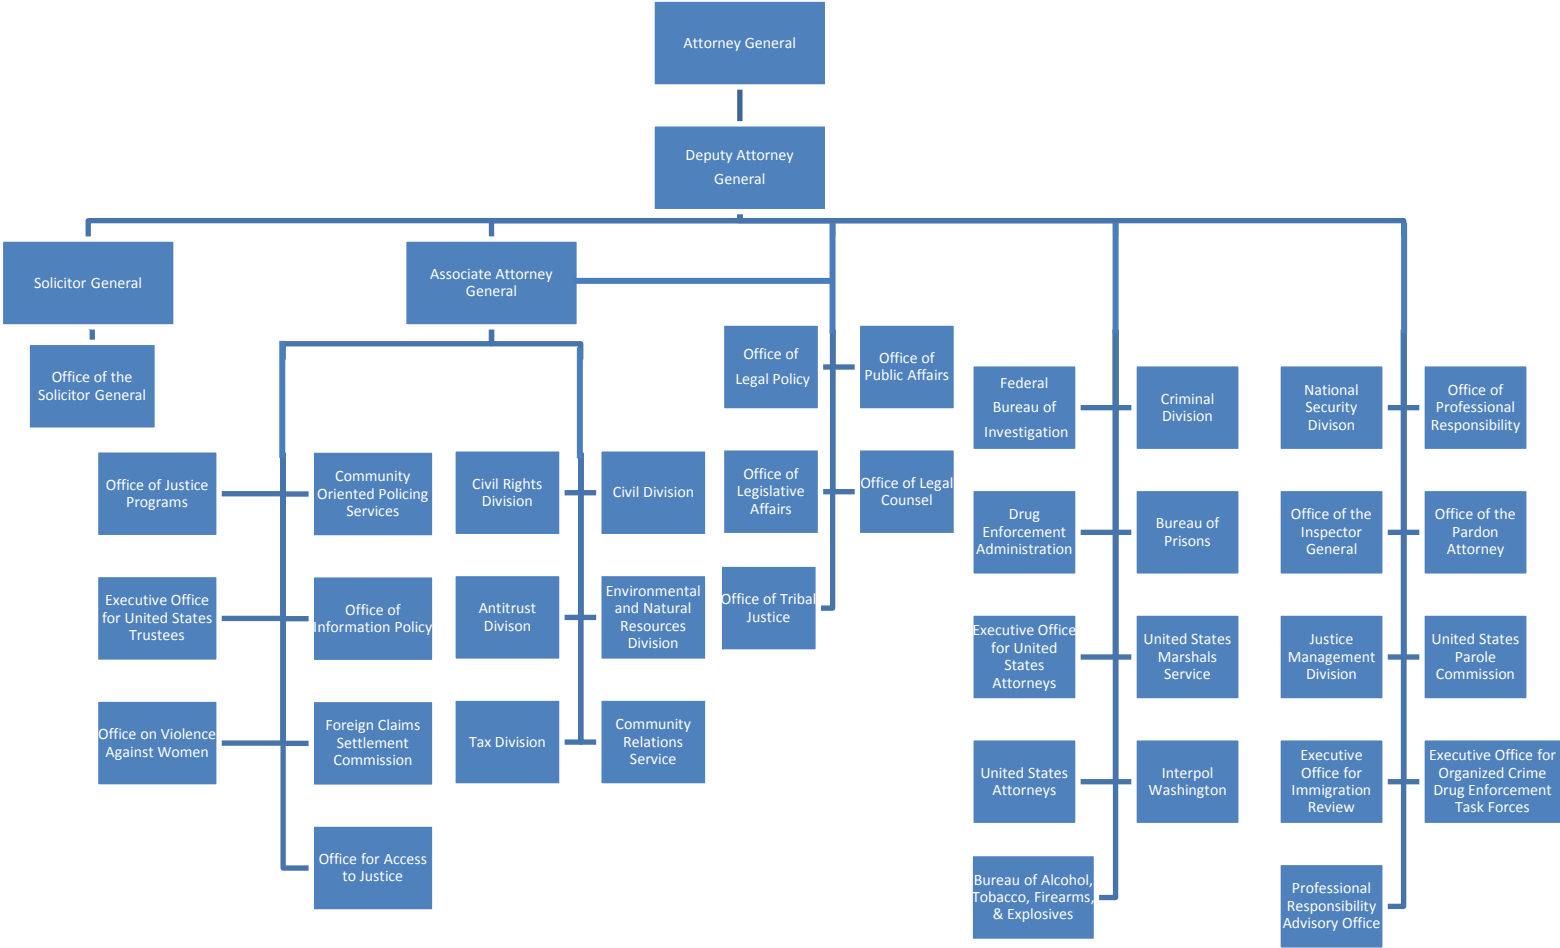 Attorney General
Deputy Attorney
General
Solicitor General
Associate Attorney
General
Office of the
Solicitor General
Office of Justice
Programs
Community
Oriented Policing
Services
Executive Office
for United States
Trustees
Office of
Information Policy
Office on Violence
Against Women
Foreign Claims
Settlement
Commission
Office for Access
to Justice
Civil Rights
Division
Civil Division
Antitrust
Divison
Environmental
and Natural
Resources
Division
Tax Division
Community
Relations
Service
Office of
Legal Policy
Office of
Public Affairs
Office of
Legislative
Affairs
Office of Legal
Counsel
Office of Tribal
Justice
Federal
Bureau of
Investigation
Criminal
Division
Drug
Enforcement
Administration
Bureau of
Prisons
Executive Office
for United
States
Attorneys
United States
Marshals
Service
United States
Attorneys
Interpol
Washington
Bureau of Alcohol,
Tobacco, Firearms,
& Explosives
National
Security
Divison
Office of
Professional
Responsibility
Office of the
Inspector
General
Office of the
Pardon
Attorney
Justice
Management
Division
United States
Parole
Commission
Executive
Office for
Immigration
Review
Executive Office for
Organized Crime
Drug Enforcement
Task Forces
Professional
Responsibility
Advisory Office